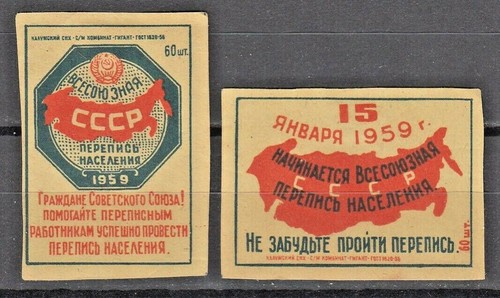 КАЛУЖСКИЙ СНХ - С/М КОМБИНАТ "ГИГАНТ" - ГОСТ 1820-56
60 шт.
ВСЕСОЮЗНАЯ
СССР
ПЕРЕПИСЬ
НАСЕЛЕНИЯ
1959
ГРАЖДАНЕ СОВЕТСКОГО СОЮЗА!
ПОМОГАЙТЕ ПЕРЕПИСНЫМ
РАБОТНИКАМ УСПЕШНО ПРОВЕСТИ
ПЕРЕПИСЬ НАСЕЛЕНИЯ.
15
ЯНВАРЯ 1959 г.
НАЧИНАЕТСЯ ВСЕСОЮЗНАЯ
СССР
ПЕРЕПИСЬ НАСЕЛЕНИЯ.
НЕ ЗАБУДЬТЕ ПРОЙТИ ПЕРЕПИСЬ.
60 шт.
КАЛУЖСКИЙ СНХ - С/М КОМБИНАТ "ГИГАНТ" - ГОСТ 1820-56